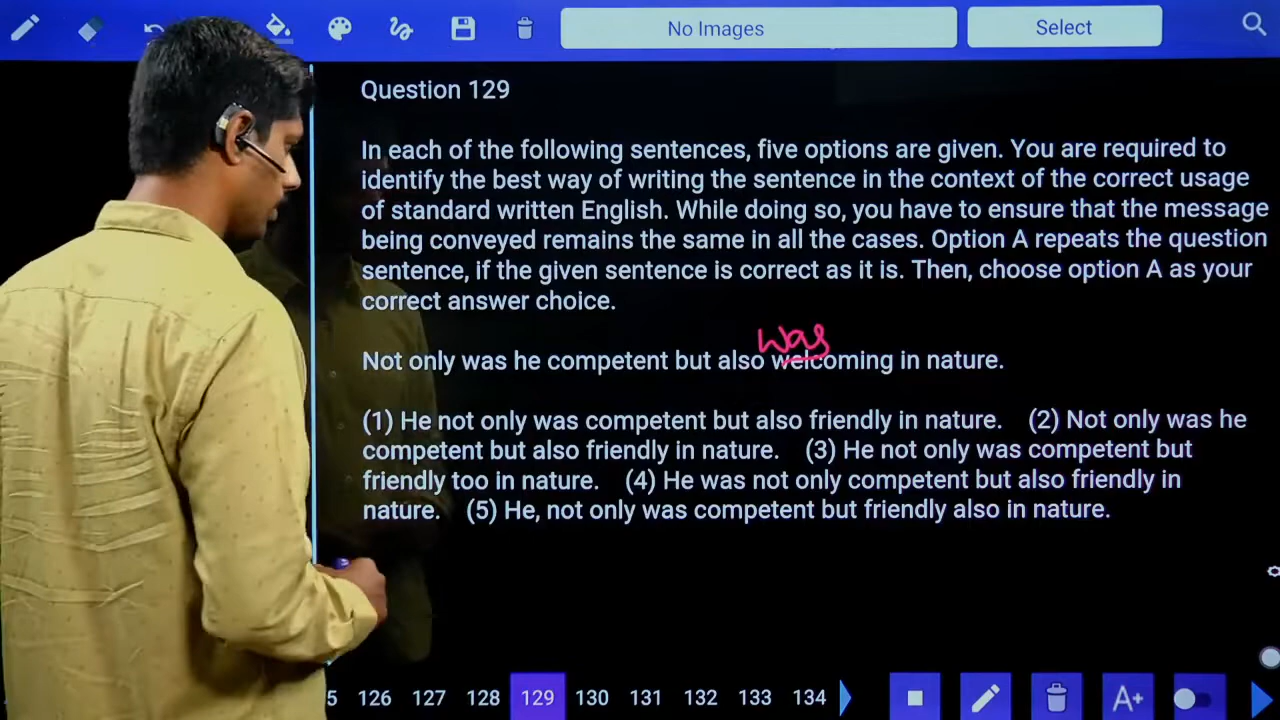 No Images
Select
Question 129
In each of the following sentences, five options are given. You are required to
identify the best way of writing the sentence in the context of the correct usage
of standard written English. While doing so, you have to ensure that the message
being conveyed remains the same in all the cases. Option A repeats the question
sentence, if the given sentence is correct as it is. Then, choose option A as your
correct answer choice.
was
Not only was he competent but also welcoming in nature.
(1) He not only was competent but also friendly in nature. (2) Not only was he
competent but also friendly in nature. (3) He not only was competent but
friendly too in nature. (4) He was not only competent but also friendly in
nature. (5) He, not only was competent but friendly also in nature.
5 126 127 128 129 130 131 132 133 134
A+